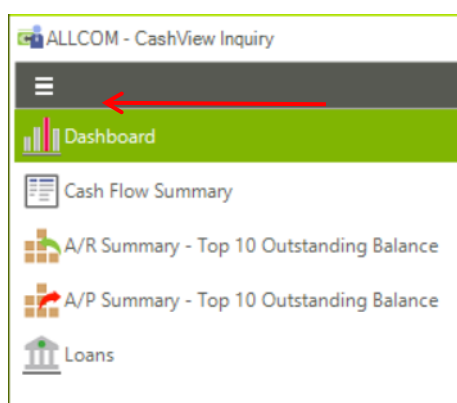 ALLCOM - CashView Inquiry
Dashboard
Cash Flow Summary
A/R Summary - Top 10 Outstanding Balance
A/P Summary - Top 10 Outstanding Balance
Loans